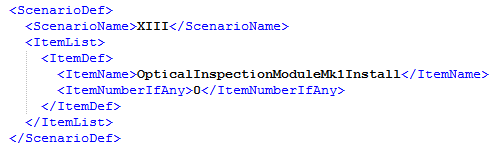 <ScenarioDef>
<ScenarioName>XIII</ScenarioName>
<ItemList>
<ItemDef>
<ItemName>OpticalInspectionModuleMk1Install</ItemName>
<ItemNumberIfAny>0</ItemNumberIfAny>
</ItemDef>
</ItemList>
</ScenarioDef>